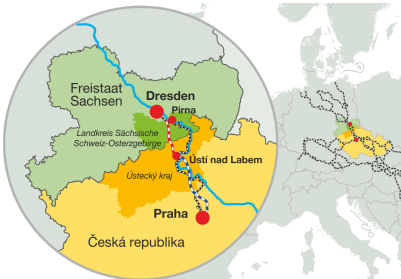 Freistaat
Sachsen
Dresden
Pirna
Landkreis Sächsische
Schweiz-Osterzgebirge
Ústí nad Labem
Ústecký kraj
Praha
Česká republika